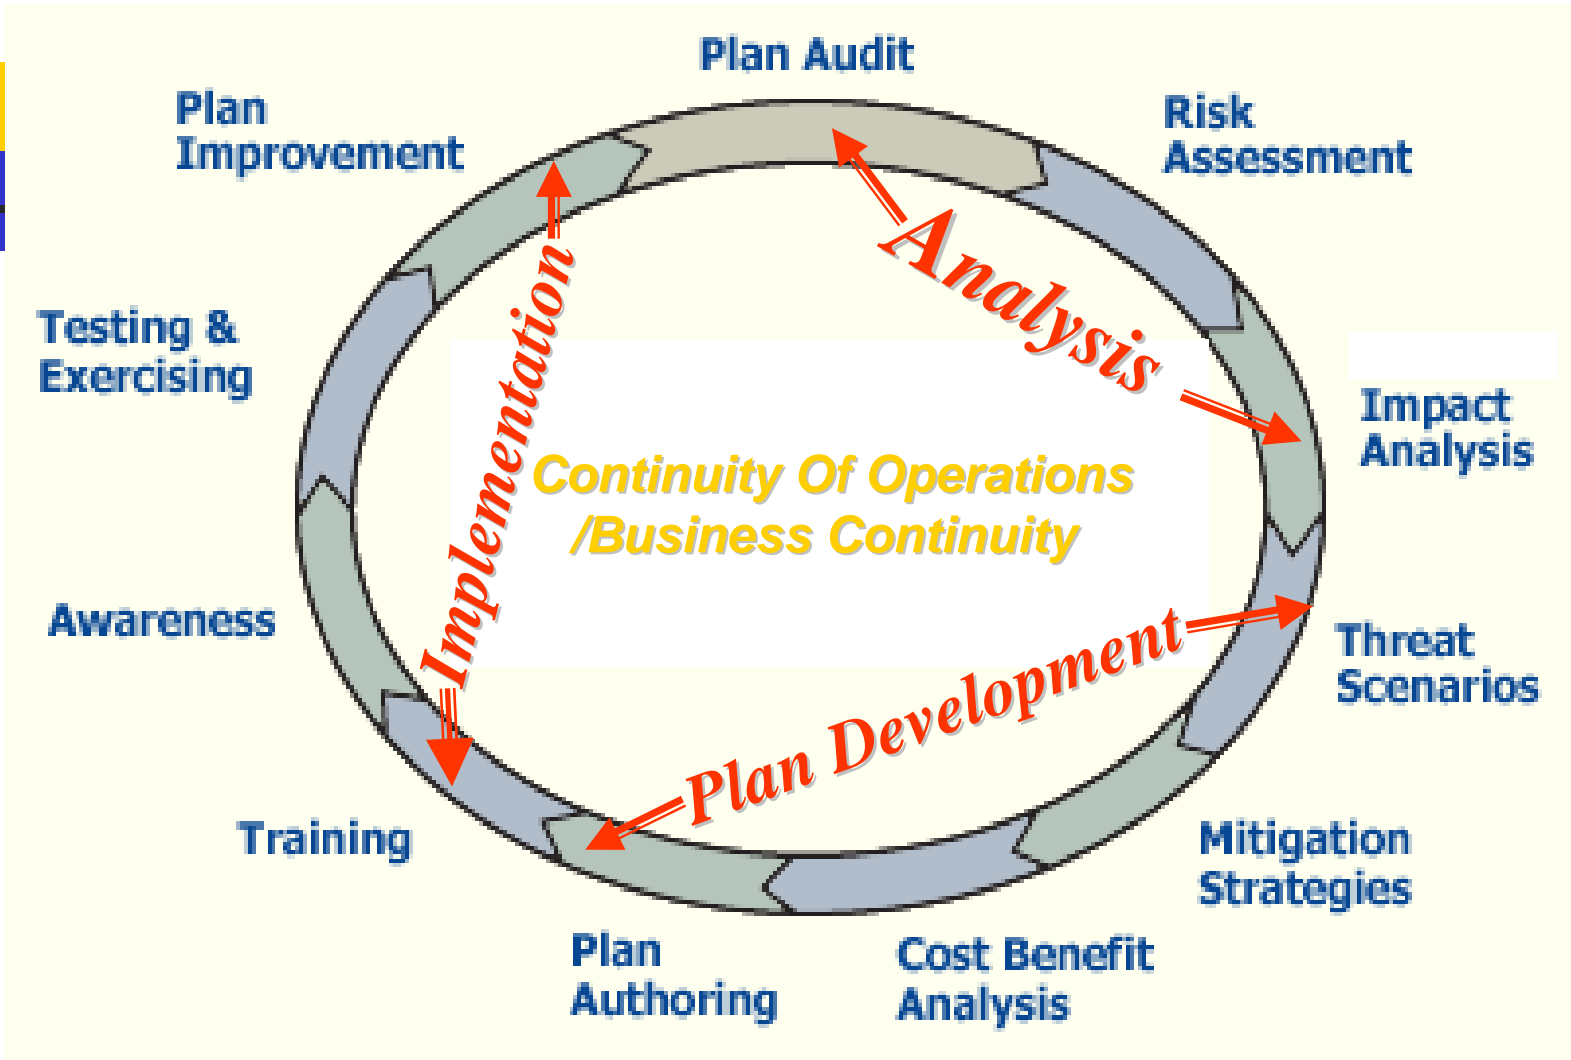 Plan Audit
Risk
Assessment
Impact
Analysis
Threat
Scenarios
Mitigation
Strategies
Cost Benefit
Analysis
Plan
Authoring
Training
Awareness
Testing &
Exercising
Plan
Improvement
Analysis
Plan Development
Implementation
Continuity Of Operations
/Business Continuity